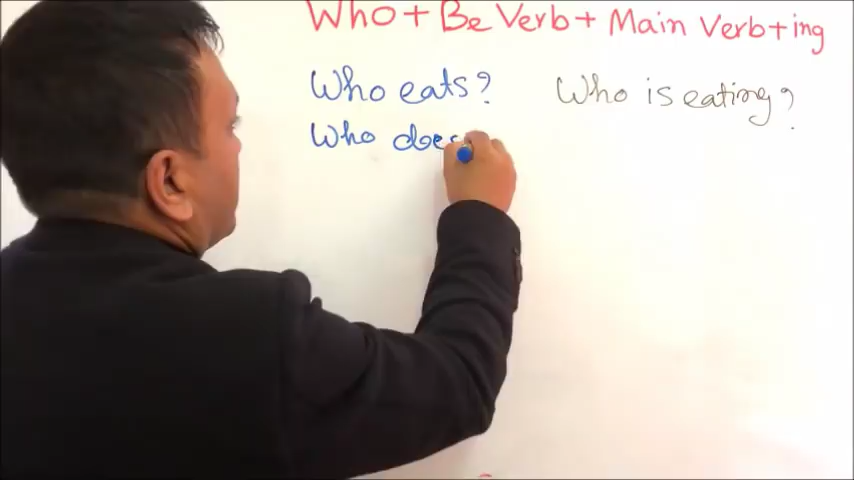 Who + Be Verb + Main Verb + ing
Who eats? Who is eating?
Who does